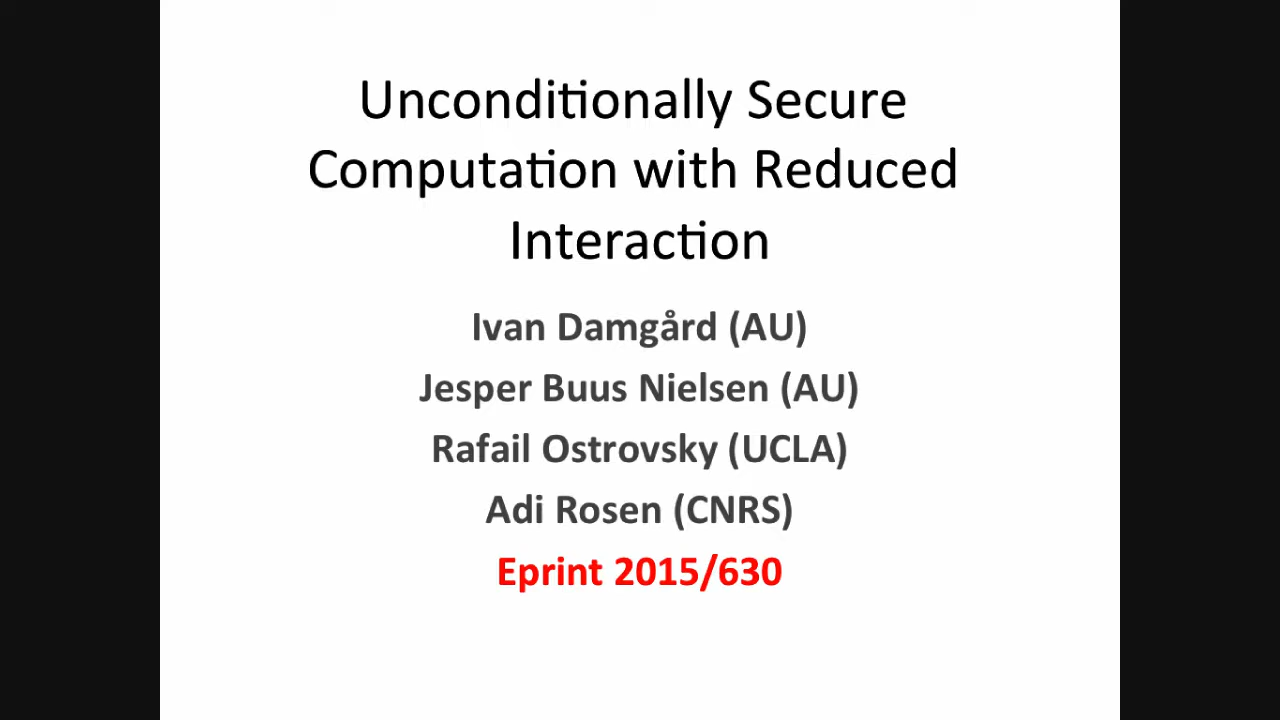 Unconditionally Secure
Computation with Reduced
Interaction
Ivan Damgård (AU)
Jesper Buus Nielsen (AU)
Rafail Ostrovsky (UCLA)
Adi Rosen (CNRS)
Eprint 2015/630